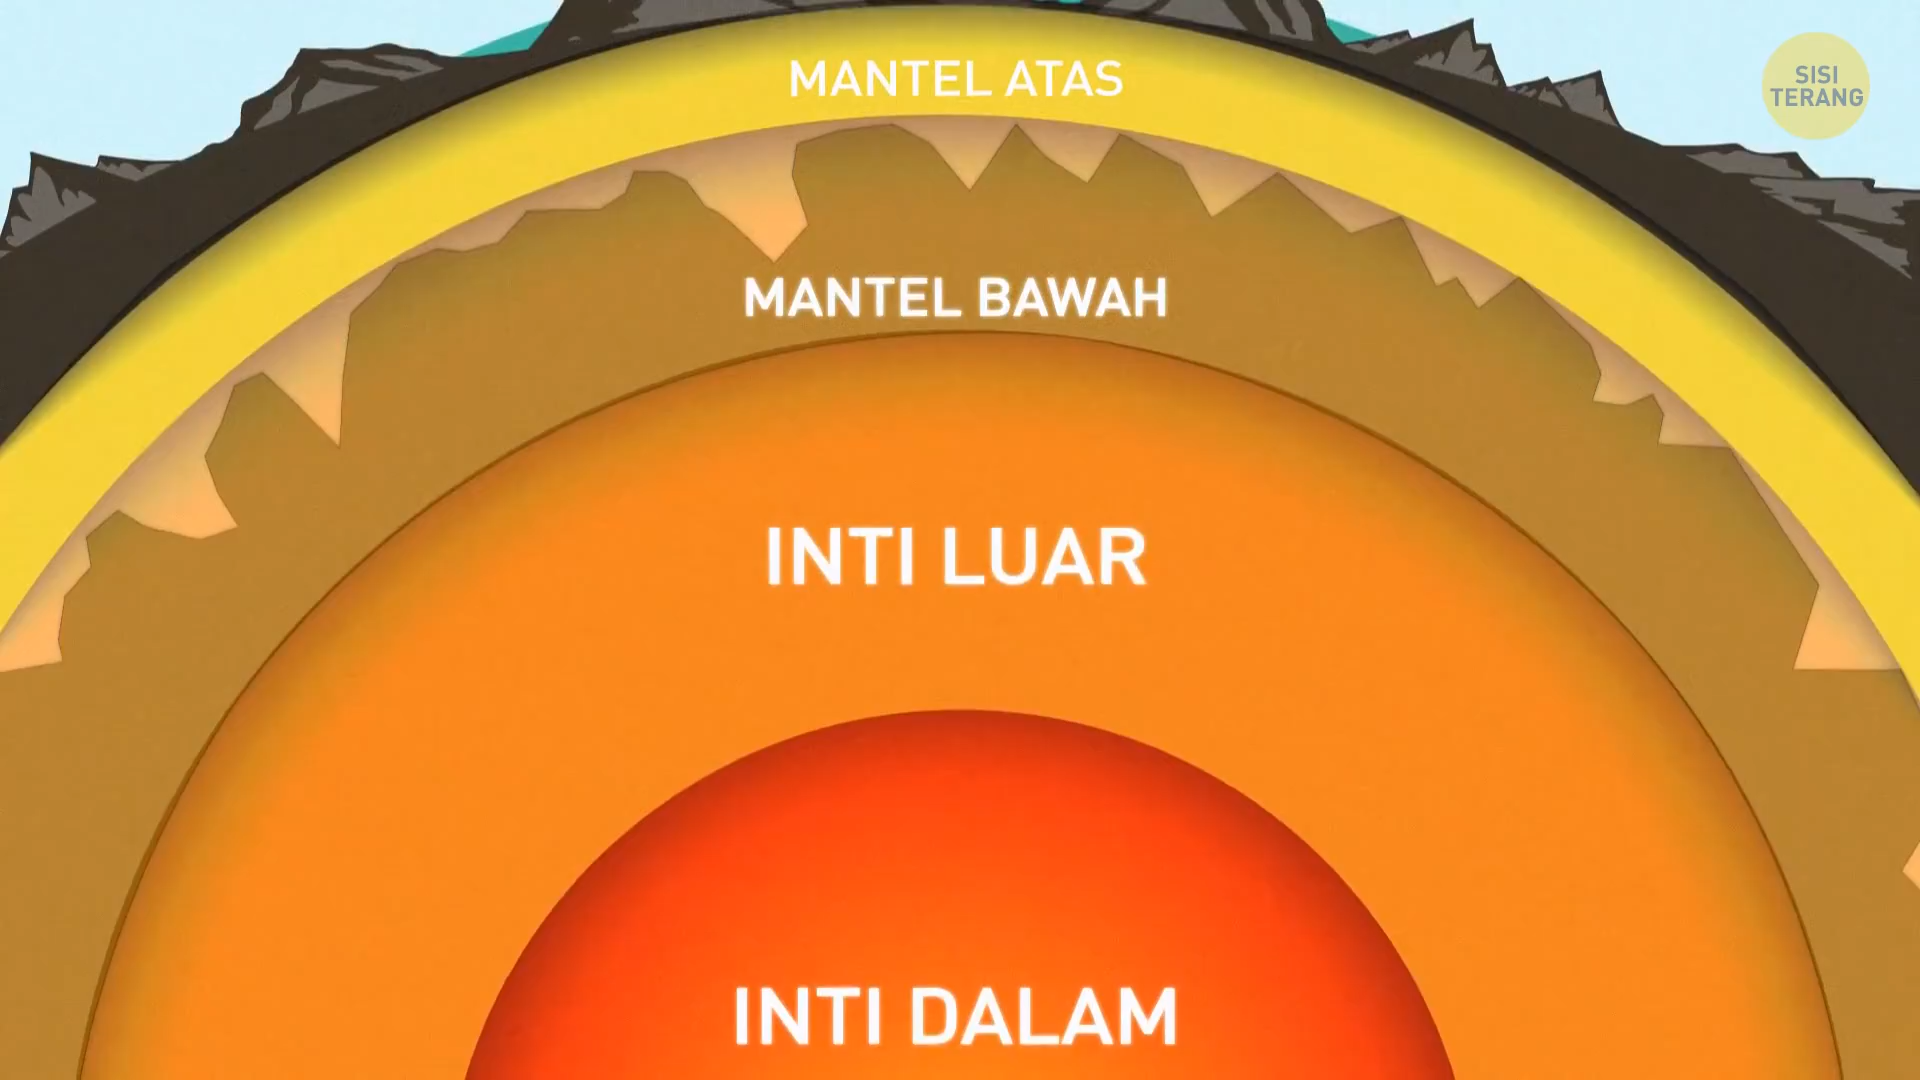 MANTEL ATAS
SISI
TERANG
MANTEL BAWAH
INTI LUAR
INTI DALAM